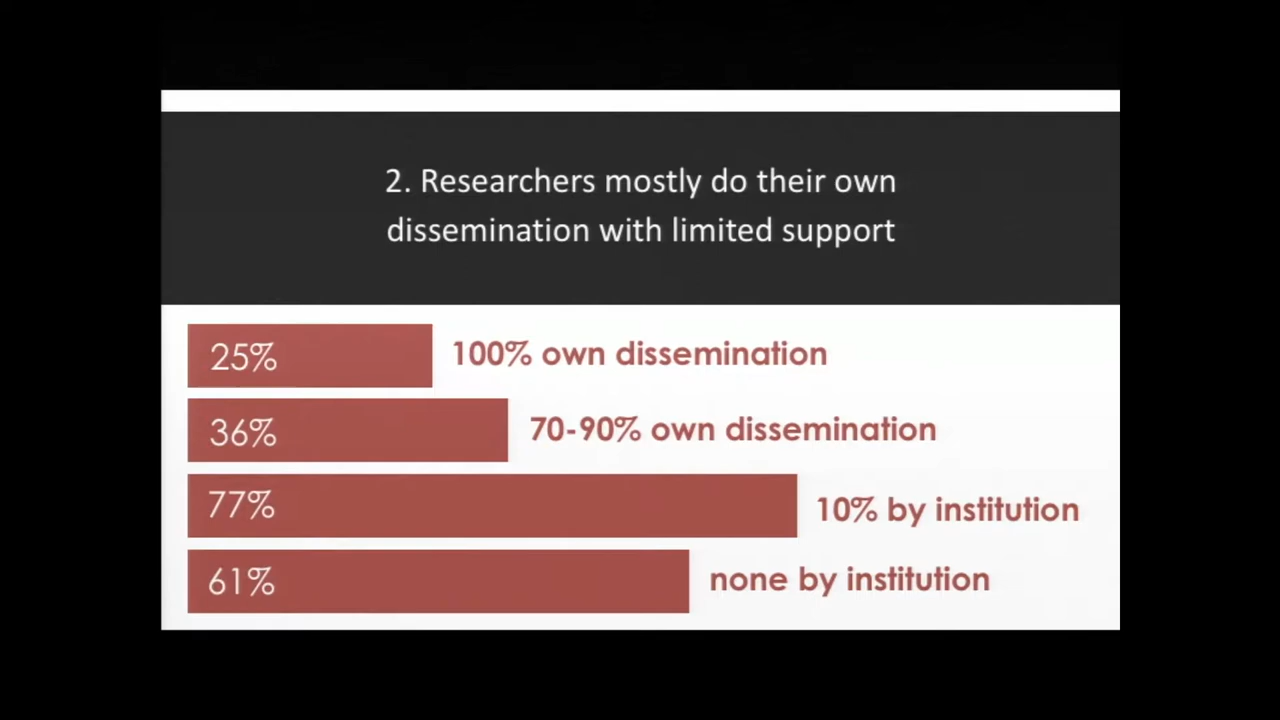 2. Researchers mostly do their own
dissemination with limited support
25% 100% own dissemination
36% 70-90% own dissemination
77% 10% by institution
61% none by institution